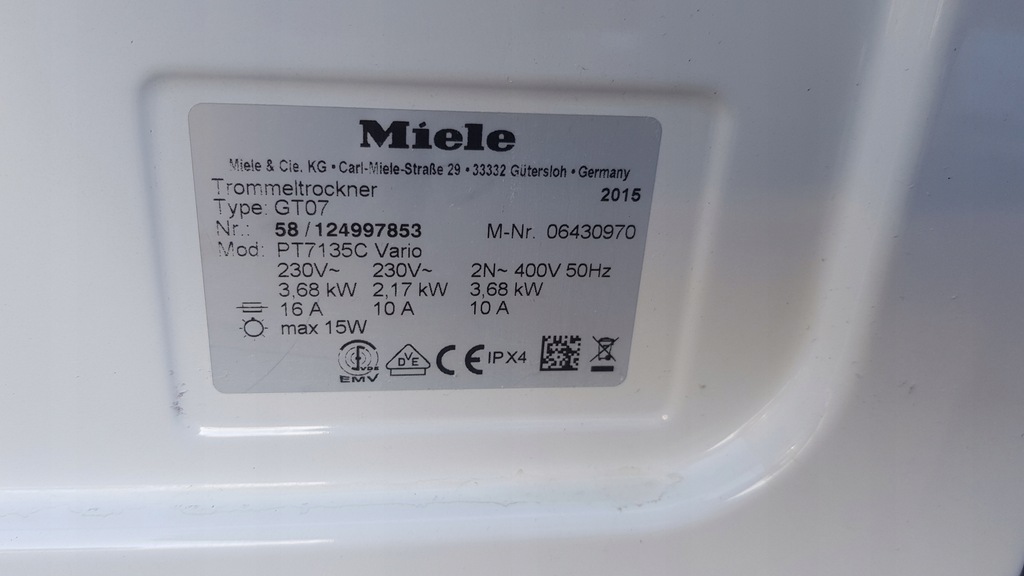 Miele
Miele & Cie. KG • Carl-Miele-Straße 29 • 33332 Gütersloh • Germany
Trommeltrockner 2015
Type: GT07
Nr.: 58 / 124997853 M-Nr. 06430970
Mod: PT7135C Vario
230V~ 230V~ 2N~ 400V 50Hz
3,68 kW 2,17 kW 3,68 kW
16 A 10 A 10 A
max 15W
VDE EMV DVE CE IPX4